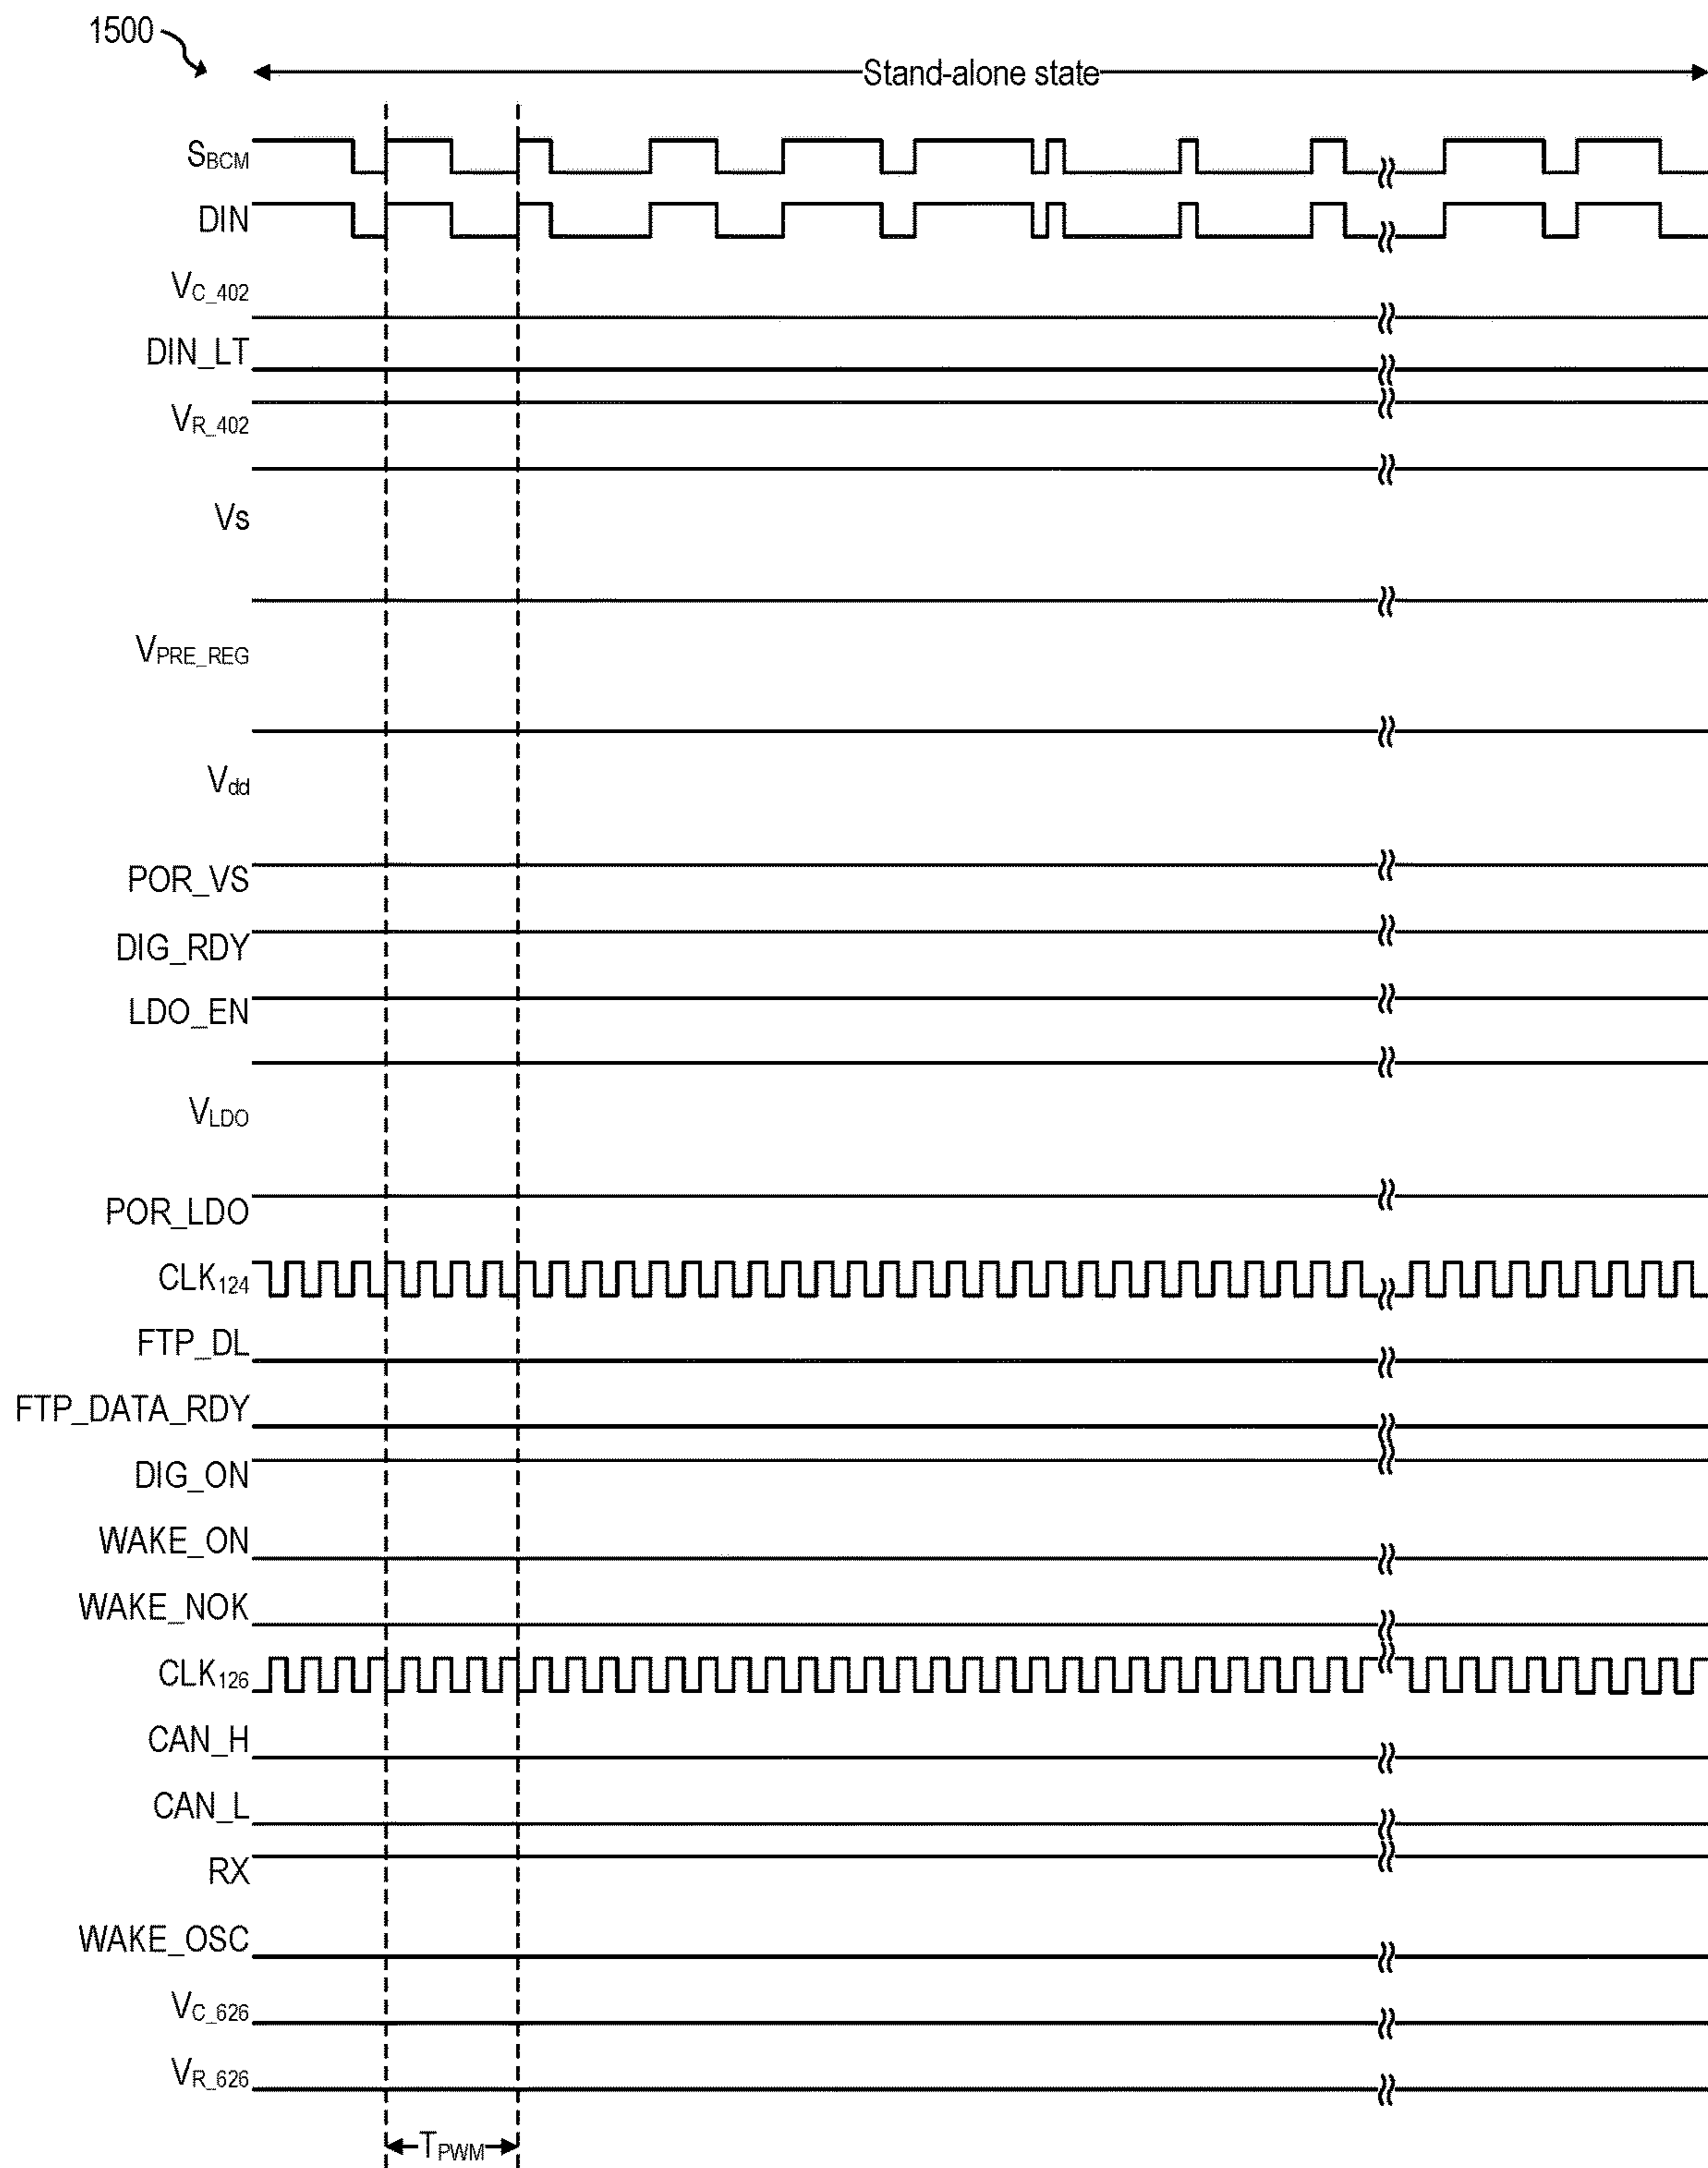 1500
Stand-alone state
SBCM
DIN
VC_402
DIN_LT
VR_402
Vs
VPRE_REG
Vdd
POR_VS
DIG_RDY
LDO_EN
VLDO
POR_LDO
CLK124
FTP_DL
FTP_DATA_RDY
DIG_ON
WAKE_ON
WAKE_NOK
CLK126
CAN_H
CAN_L
RX
WAKE_OSC
VC_626
VR_626
TPWM